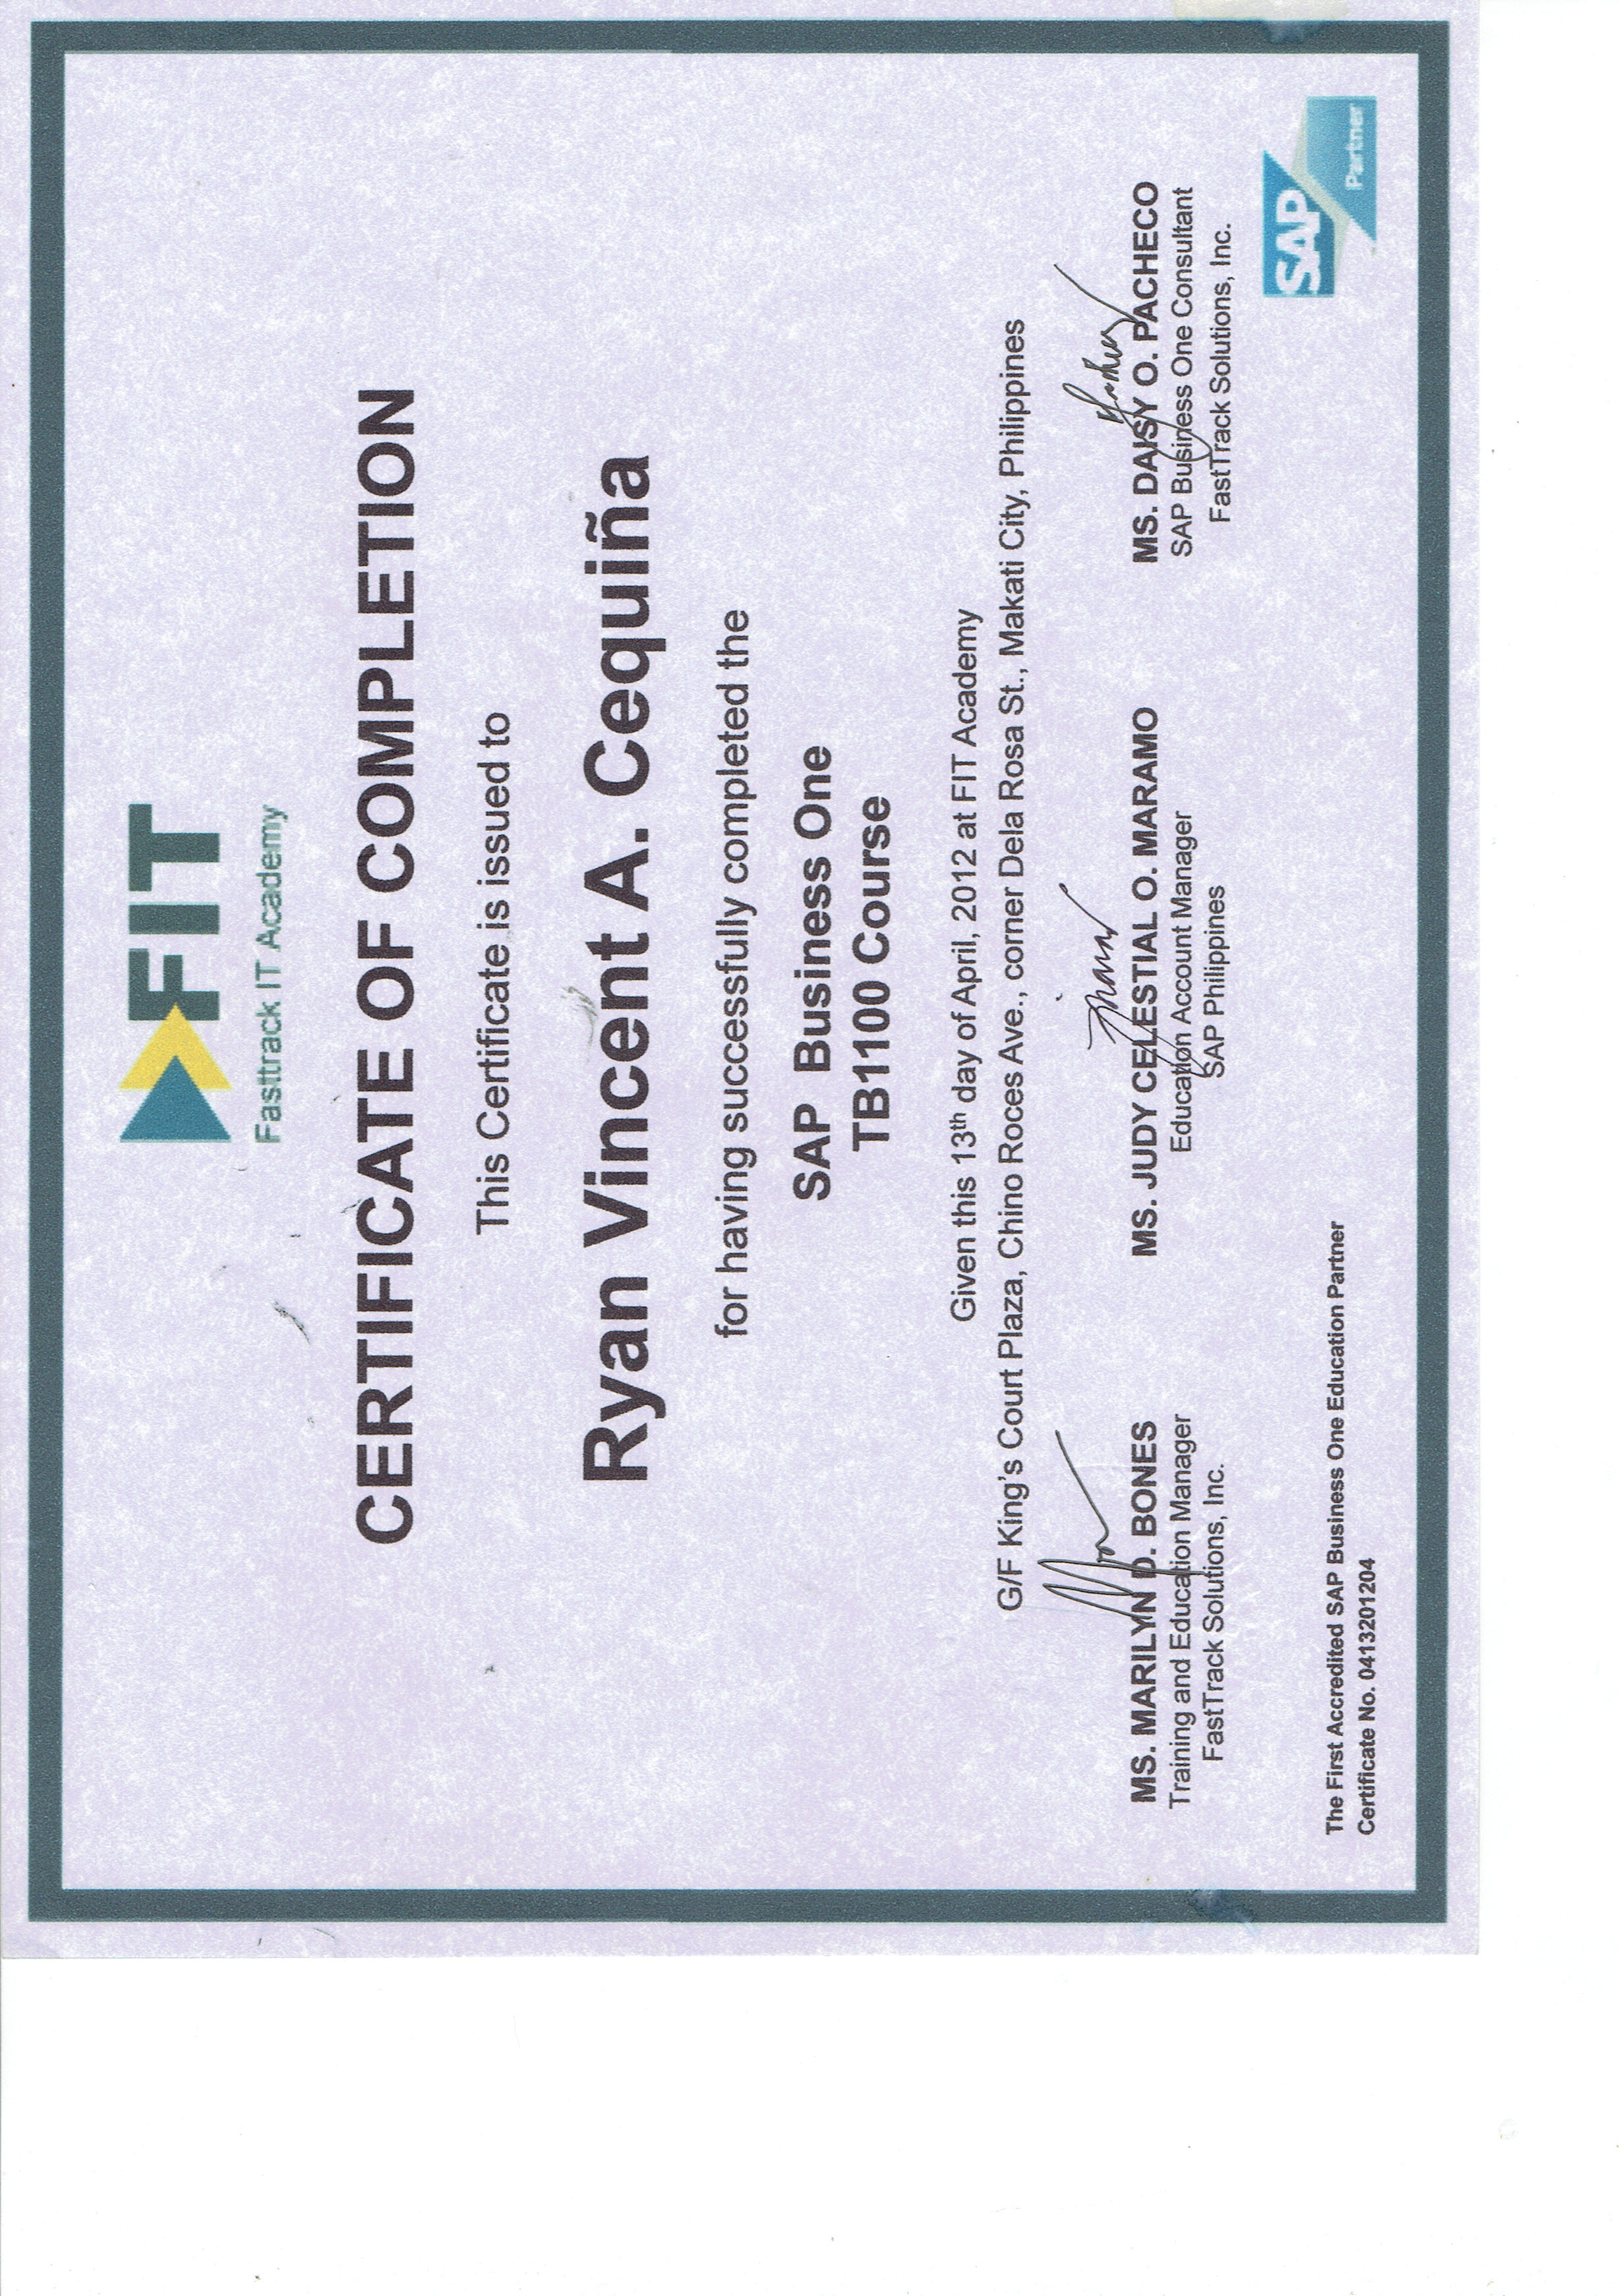 FIT
Fasttrack IT Academy
CERTIFICATE OF COMPLETION
This Certificate is issued to
Ryan Vincent A. Cequiña
for having successfully completed the
SAP Business One
TB1100 Course
Given this 13th day of April, 2012 at FIT Academy
G/F King's Court Plaza, Chino Roces Ave., corner Dela Rosa St., Makati City, Philippines
MS. MARILYN D. BONES
Training and Education Manager
FastTrack Solutions, Inc.
MS. JUDY CELESTIAL O. MARAMO
Education Account Manager
SAP Philippines
MS. DAISY O. PACHECO
SAP Business One Consultant
FastTrack Solutions, Inc.
The First Accredited SAP Business One Education Partner
Certificate No. 0413201204
SAP
Partner